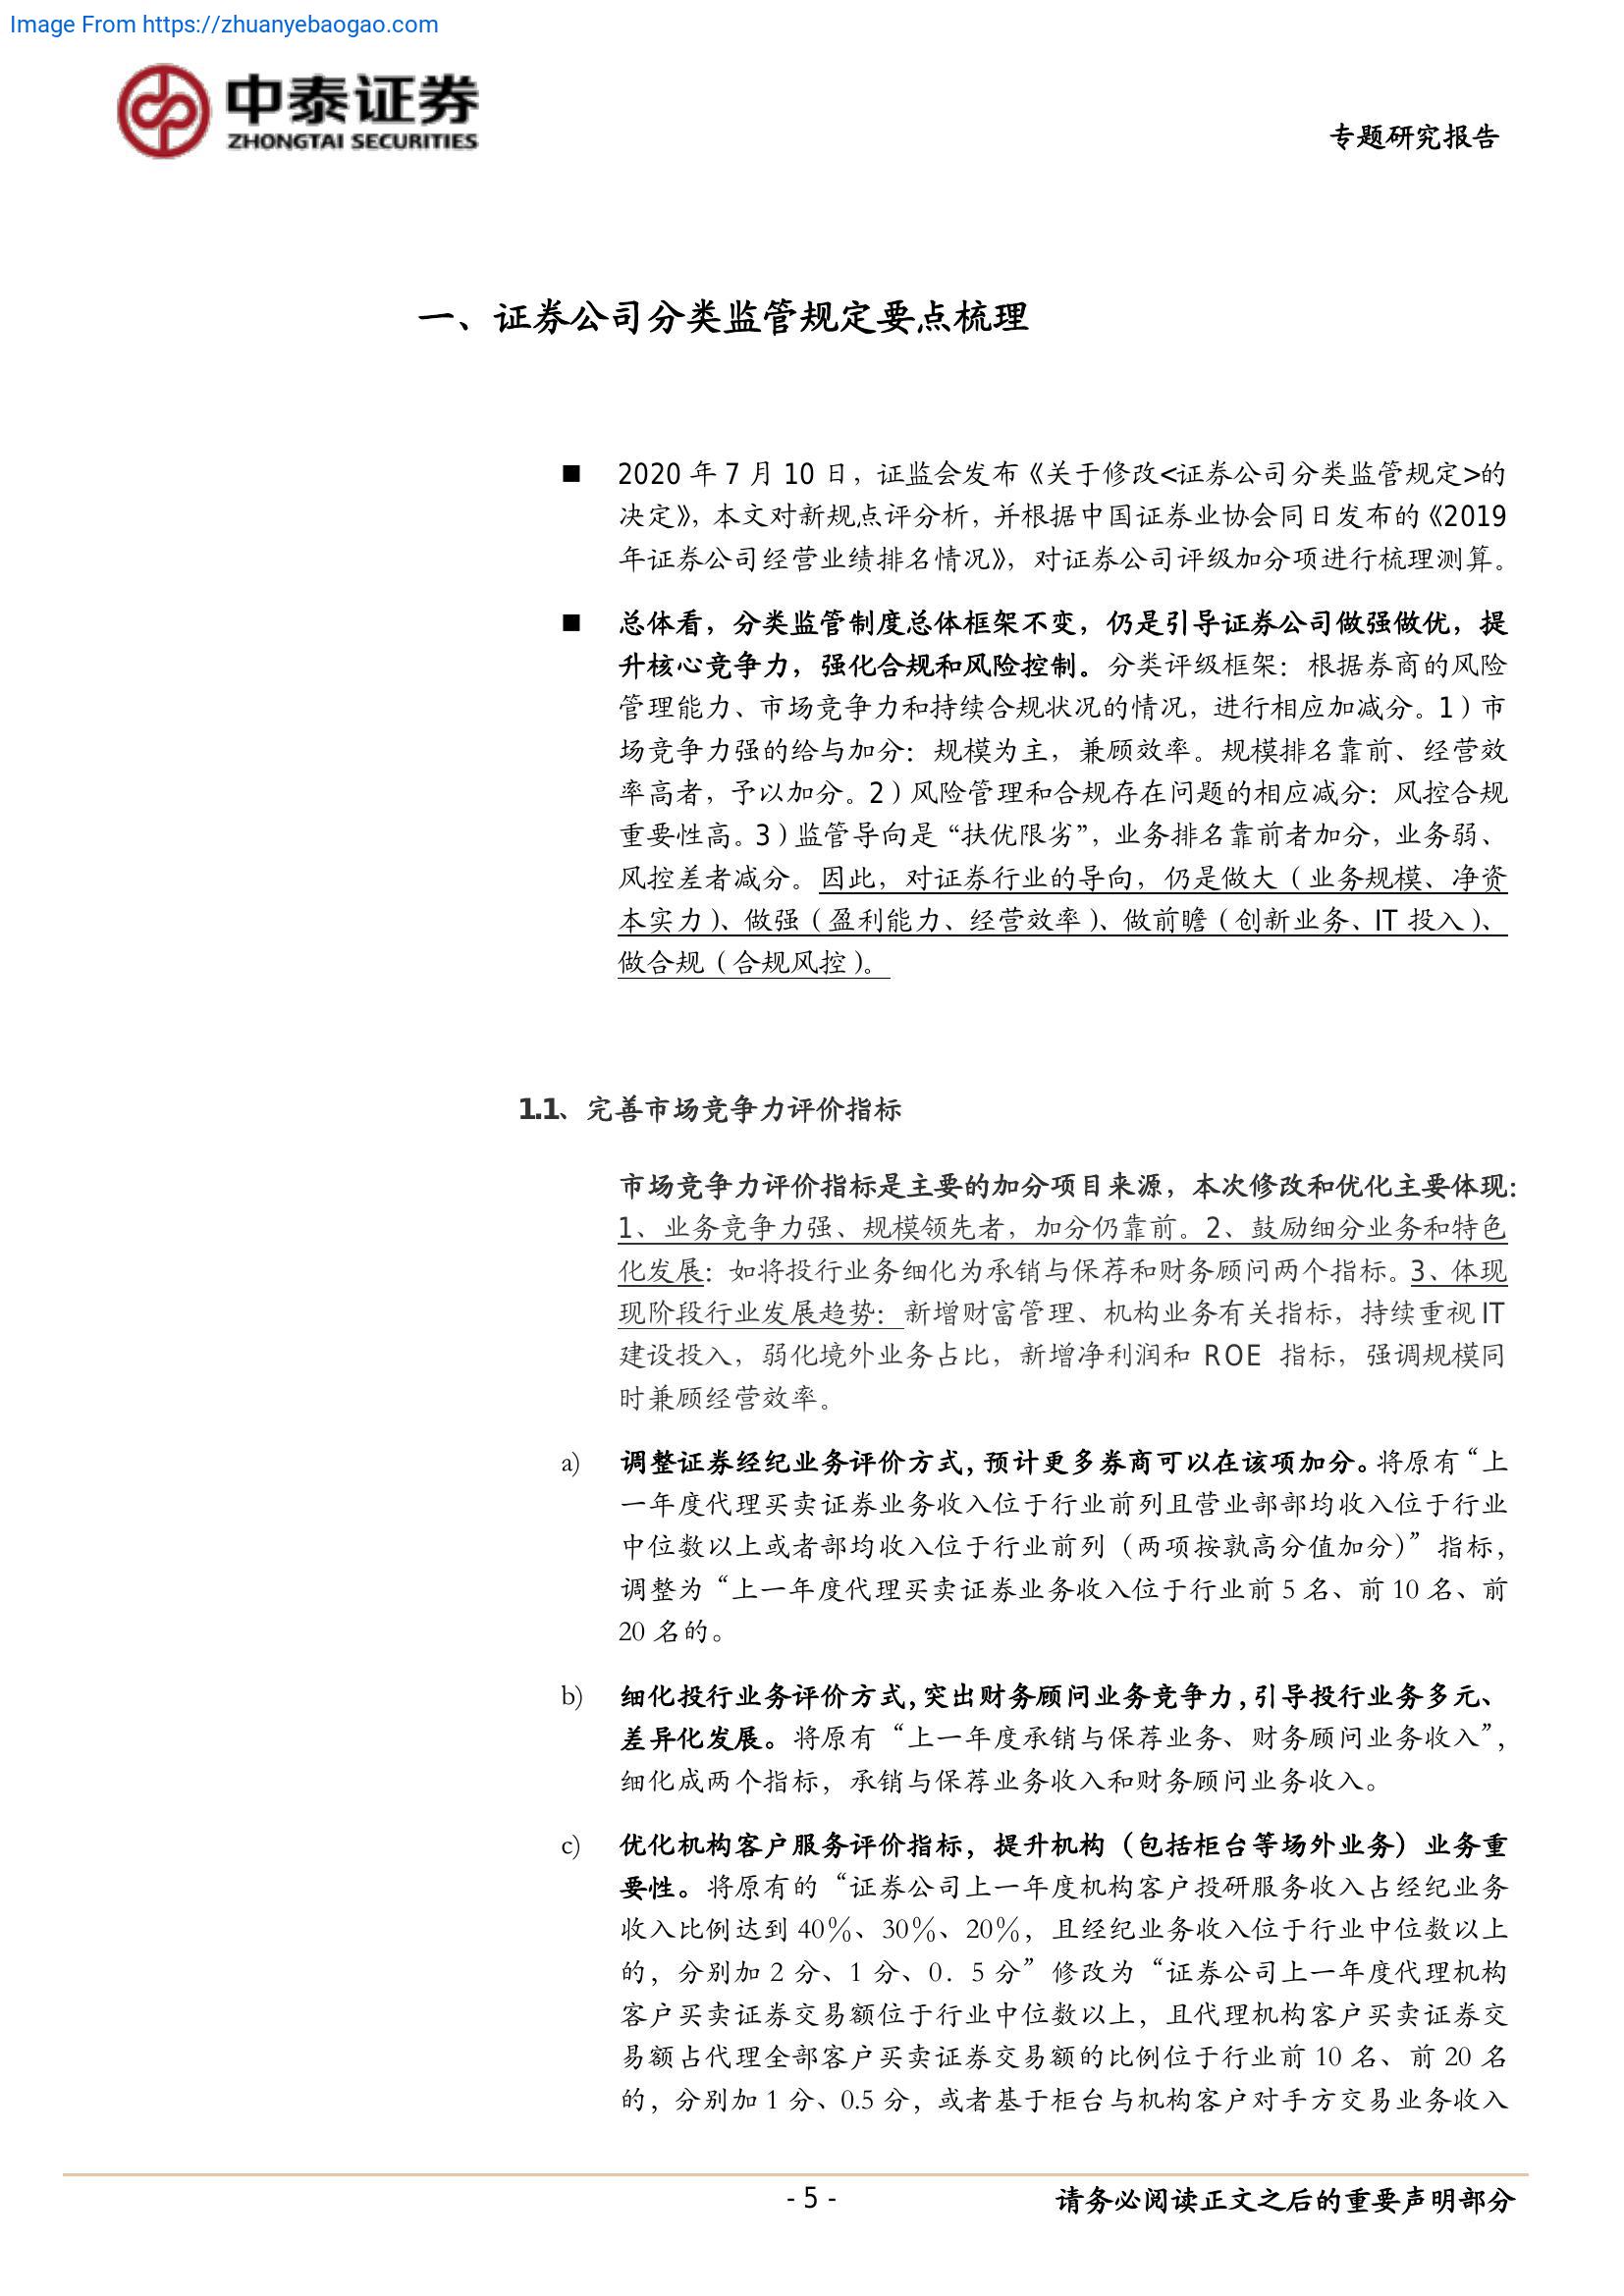 Image From https://zhuanyebaogao.com
中泰证券
ZHONGTAI SECURITIES
专题研究报告
一、证券公司分类监管规定要点梳理
■ 2020 年 7 月 10 日，证监会发布《关于修改<证券公司分类监管规定>的
决定》，本文对新规点评分析，并根据中国证券业协会同日发布的《2019
年证券公司经营业绩排名情况》，对证券公司评级加分项进行梳理测算。
■ 总体看，分类监管制度总体框架不变，仍是引导证券公司做强做优，提
升核心竞争力，强化合规和风险控制。分类评级框架：根据券商的风险
管理能力、市场竞争力和持续合规状况的情况，进行相应加减分。1）市
场竞争力强的给与加分：规模为主，兼顾效率。规模排名靠前、经营效
率高者，予以加分。2）风险管理和合规存在问题的相应减分：风控合规
重要性高。3）监管导向是“扶优限劣”，业务排名靠前者加分，业务弱、
风控差者减分。因此，对证券行业的导向，仍是做大（业务规模、净资
本实力）、做强（盈利能力、经营效率）、做前瞻（创新业务、IT 投入）、
做合规（合规风控）。
1.1、完善市场竞争力评价指标
市场竞争力评价指标是主要的加分项目来源，本次修改和优化主要体现：
1、业务竞争力强、规模领先者，加分仍靠前。2、鼓励细分业务和特色
化发展：如将投行业务细化为承销与保荐和财务顾问两个指标。3、体现
现阶段行业发展趋势：新增财富管理、机构业务有关指标，持续重视 IT
建设投入，弱化境外业务占比，新增净利润和 ROE 指标，强调规模同
时兼顾经营效率。
a) 调整证券经纪业务评价方式，预计更多券商可以在该项加分。将原有“上
一年度代理买卖证券业务收入位于行业前列且营业部部均收入位于行业
中位数以上或者部均收入位于行业前列（两项按孰高分值加分）”指标，
调整为“上一年度代理买卖证券业务收入位于行业前 5 名、前 10 名、前
20 名的。
b) 细化投行业务评价方式，突出财务顾问业务竞争力，引导投行业务多元、
差异化发展。将原有“上一年度承销与保荐业务、财务顾问业务收入”，
细化成两个指标，承销与保荐业务收入和财务顾问业务收入。
c) 优化机构客户服务评价指标，提升机构（包括柜台等场外业务）业务重
要性。将原有的“证券公司上一年度机构客户投研服务收入占经纪业务
收入比例达到 40%、30%、20%，且经纪业务收入位于行业中位数以上
的，分别加 2 分、1 分、0．5 分”修改为“证券公司上一年度代理机构
客户买卖证券交易额位于行业中位数以上，且代理机构客户买卖证券交
易额占代理全部客户买卖证券交易额的比例位于行业前 10 名、前 20 名
的，分别加 1 分、0.5 分，或者基于柜台与机构客户对手方交易业务收入
- 5 -
请务必阅读正文之后的重要声明部分